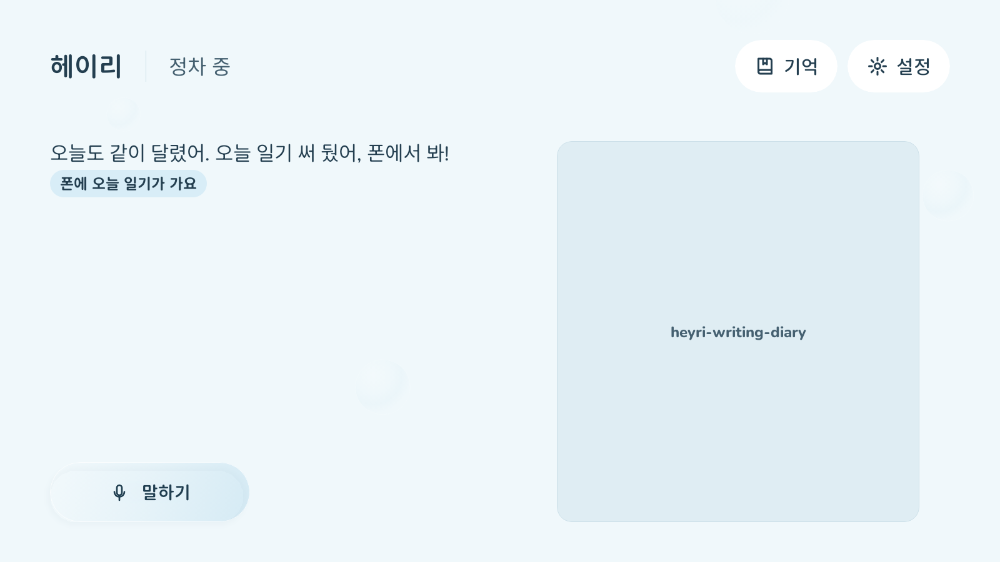 헤이리
정차 중
기억
설정
오늘도 같이 달렸어. 오늘 일기 써 뒀어, 폰에서 봐!
폰에 오늘 일기가 가요
heyri-writing-diary
말하기